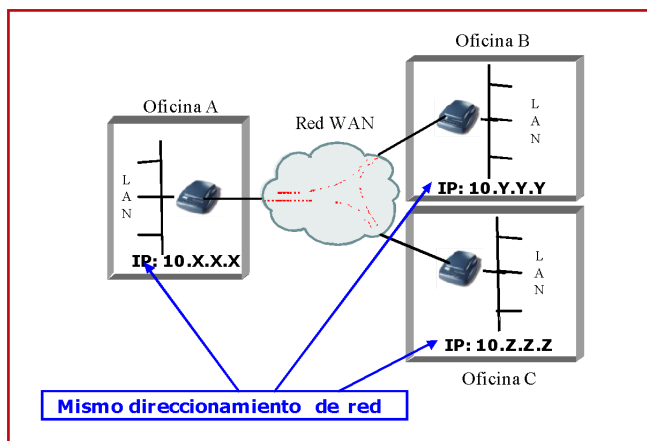 Oficina B
Oficina A
Red WAN
L
A
N
L
A
N
IP: 10.Y.Y.Y
IP: 10.X.X.X
L
A
N
IP: 10.Z.Z.Z
Oficina C
Mismo direccionamiento de red